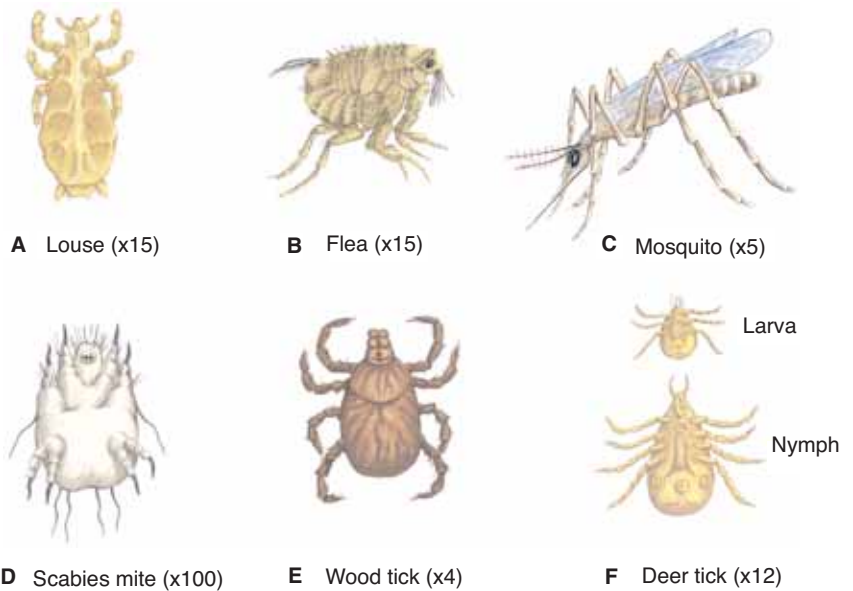 A Louse (x15)
B Flea (x15)
C Mosquito (x5)
Larva
Nymph
D Scabies mite (x100)
E Wood tick (x4)
F Deer tick (x12)